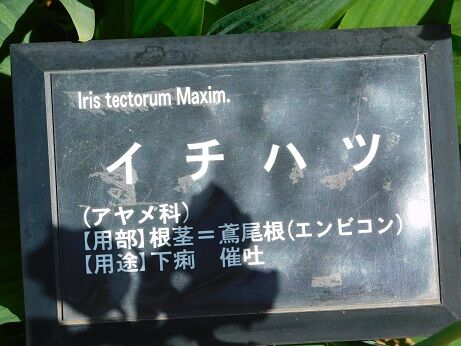 Iris tectorum Maxim.
イチハツ
(アヤメ科)
【用部】根茎＝鳶尾根(エンビコン)
【用途】下痢　催吐